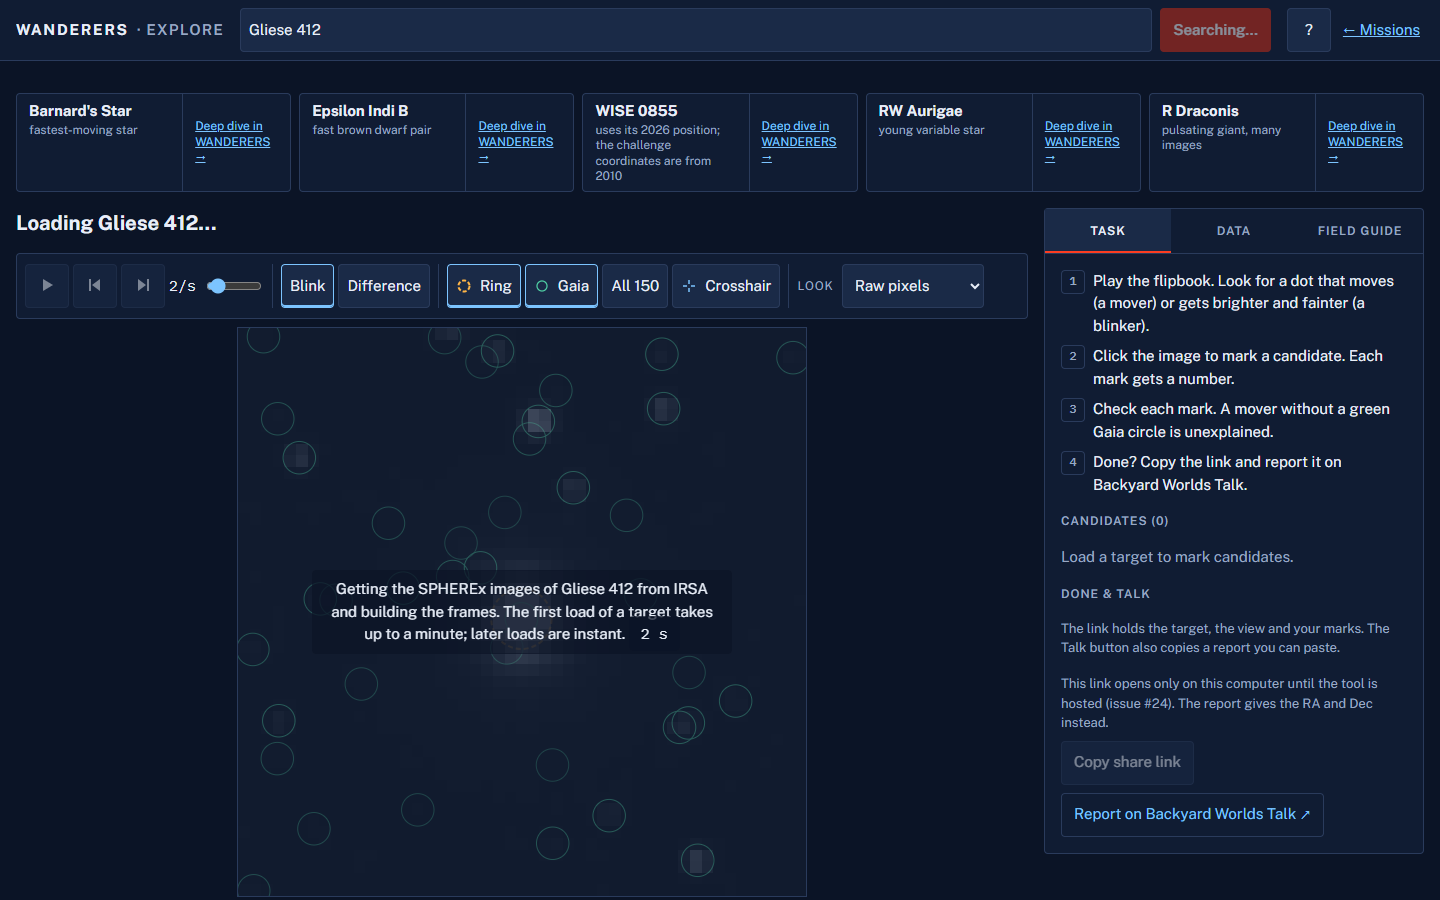 WANDERERS · EXPLORE
Gliese 412
Searching...
?
← Missions
Barnard's Star
fastest-moving star
Deep dive in
WANDERERS
→
Epsilon Indi B
fast brown dwarf pair
Deep dive in
WANDERERS
→
WISE 0855
uses its 2026 position;
the challenge
coordinates are from
2010
Deep dive in
WANDERERS
→
RW Aurigae
young variable star
Deep dive in
WANDERERS
→
R Draconis
pulsating giant, many
images
Deep dive in
WANDERERS
→
Loading Gliese 412...
2/s
Blink
Difference
Ring
Gaia
All 150
Crosshair
LOOK
Raw pixels
Getting the SPHEREx images of Gliese 412 from IRSA
and building the frames. The first load of a target takes
up to a minute; later loads are instant. 2 s
TASK
DATA
FIELD GUIDE
1 Play the flipbook. Look for a dot that moves
(a mover) or gets brighter and fainter (a
blinker).
2 Click the image to mark a candidate. Each
mark gets a number.
3 Check each mark. A mover without a green
Gaia circle is unexplained.
4 Done? Copy the link and report it on
Backyard Worlds Talk.
CANDIDATES (0)
Load a target to mark candidates.
DONE & TALK
The link holds the target, the view and your marks. The
Talk button also copies a report you can paste.
This link opens only on this computer until the tool is
hosted (issue #24). The report gives the RA and Dec
instead.
Copy share link
Report on Backyard Worlds Talk ↗